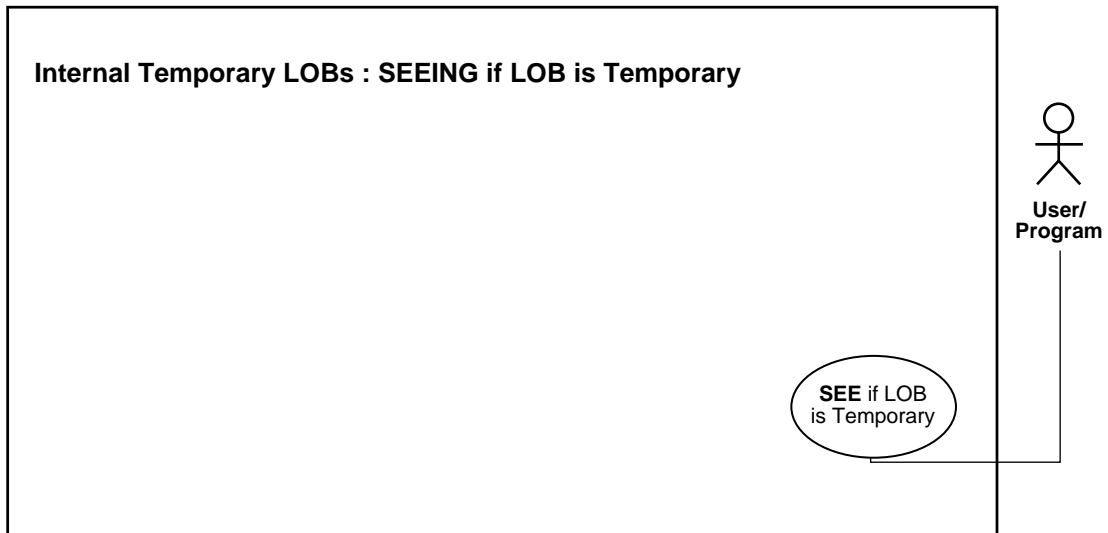 Internal Temporary LOBs : SEEING if LOB is Temporary
User/
Program
SEE if LOB
is Temporary